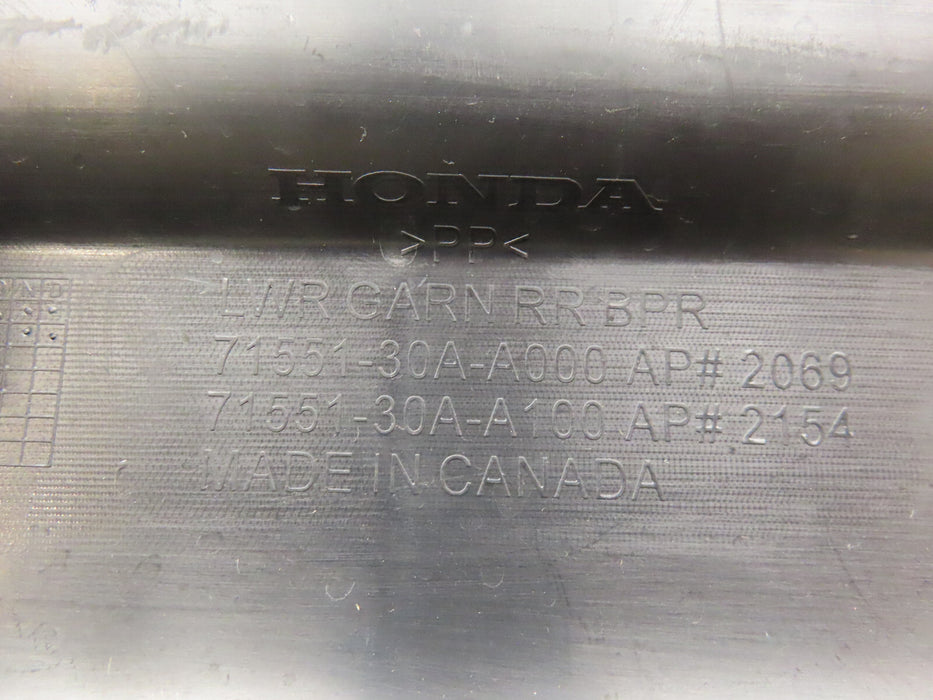 HONDA
>PP<
LWR GARN RR BPR
71551-30A-A000 AP# 2069
71551-30A-A100 AP# 2154
MADE IN CANADA
O N D